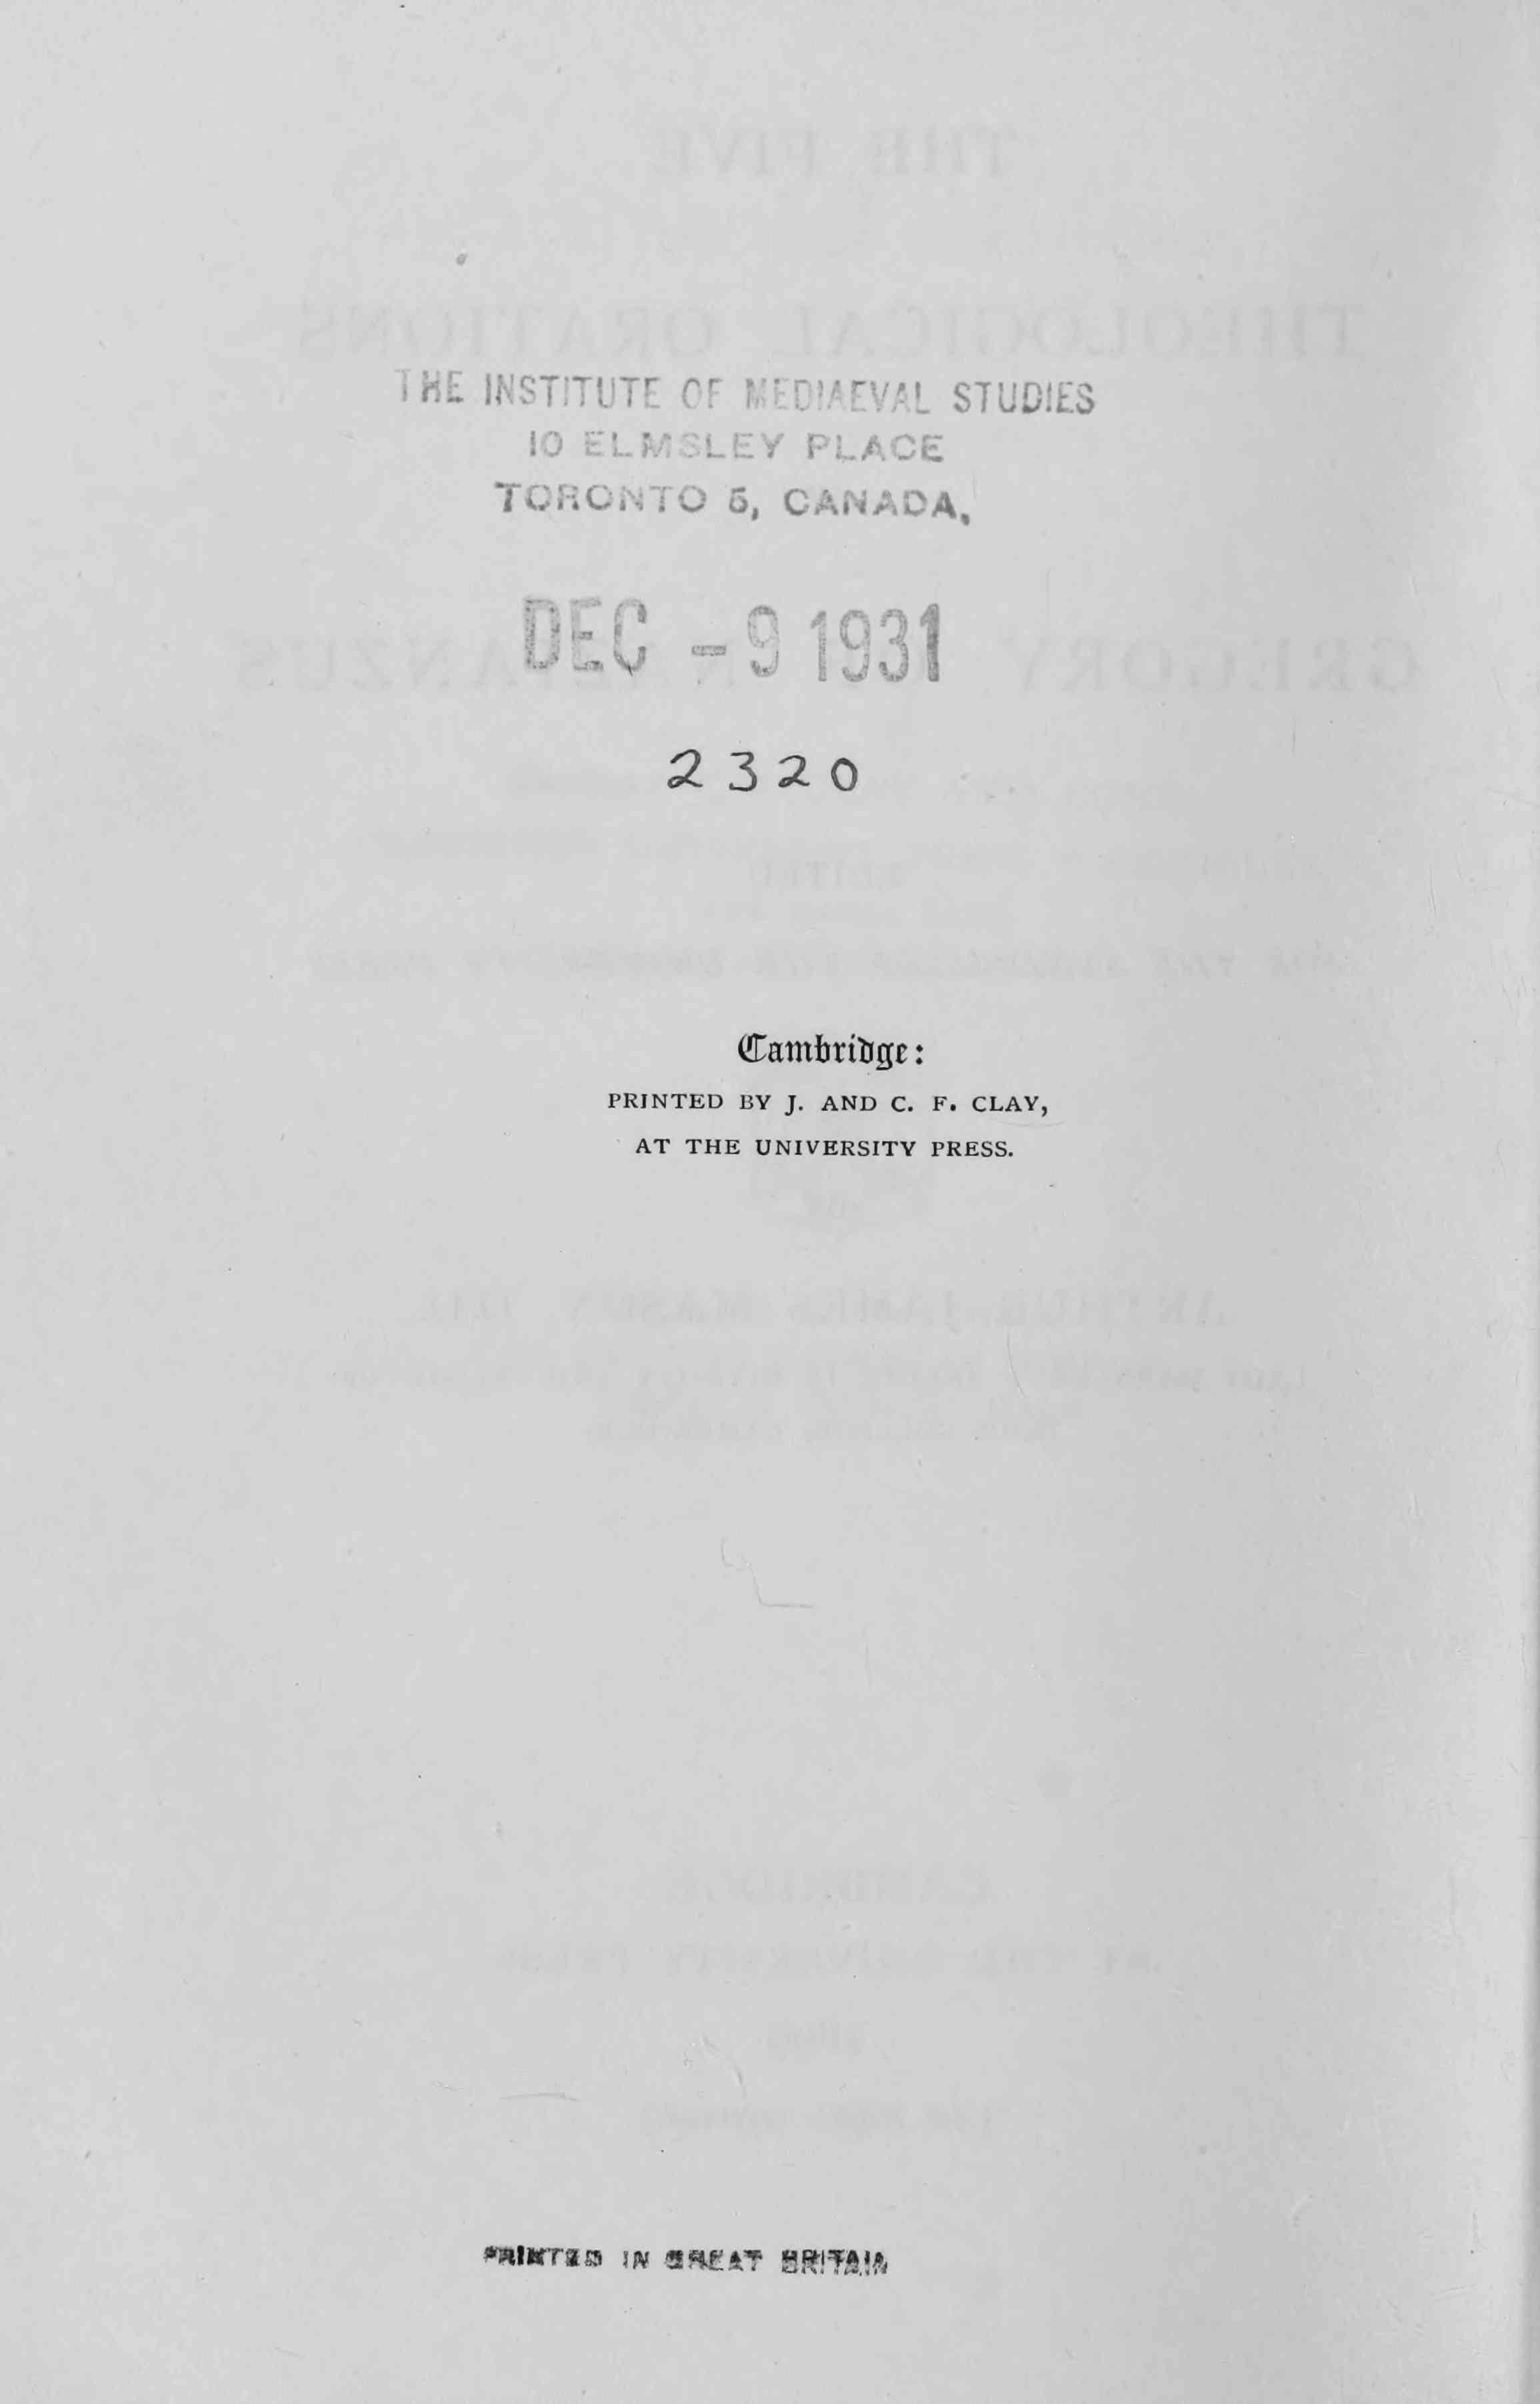 THE INSTITUTE OF MEDIAEVAL STUDIES
10 ELMSLEY PLACE
TORONTO 5, CANADA,
DEC - 9 1931
2320
Cambridge:
PRINTED BY J. AND C. F. CLAY,
AT THE UNIVERSITY PRESS.
PRINTED IN GREAT BRITAIN